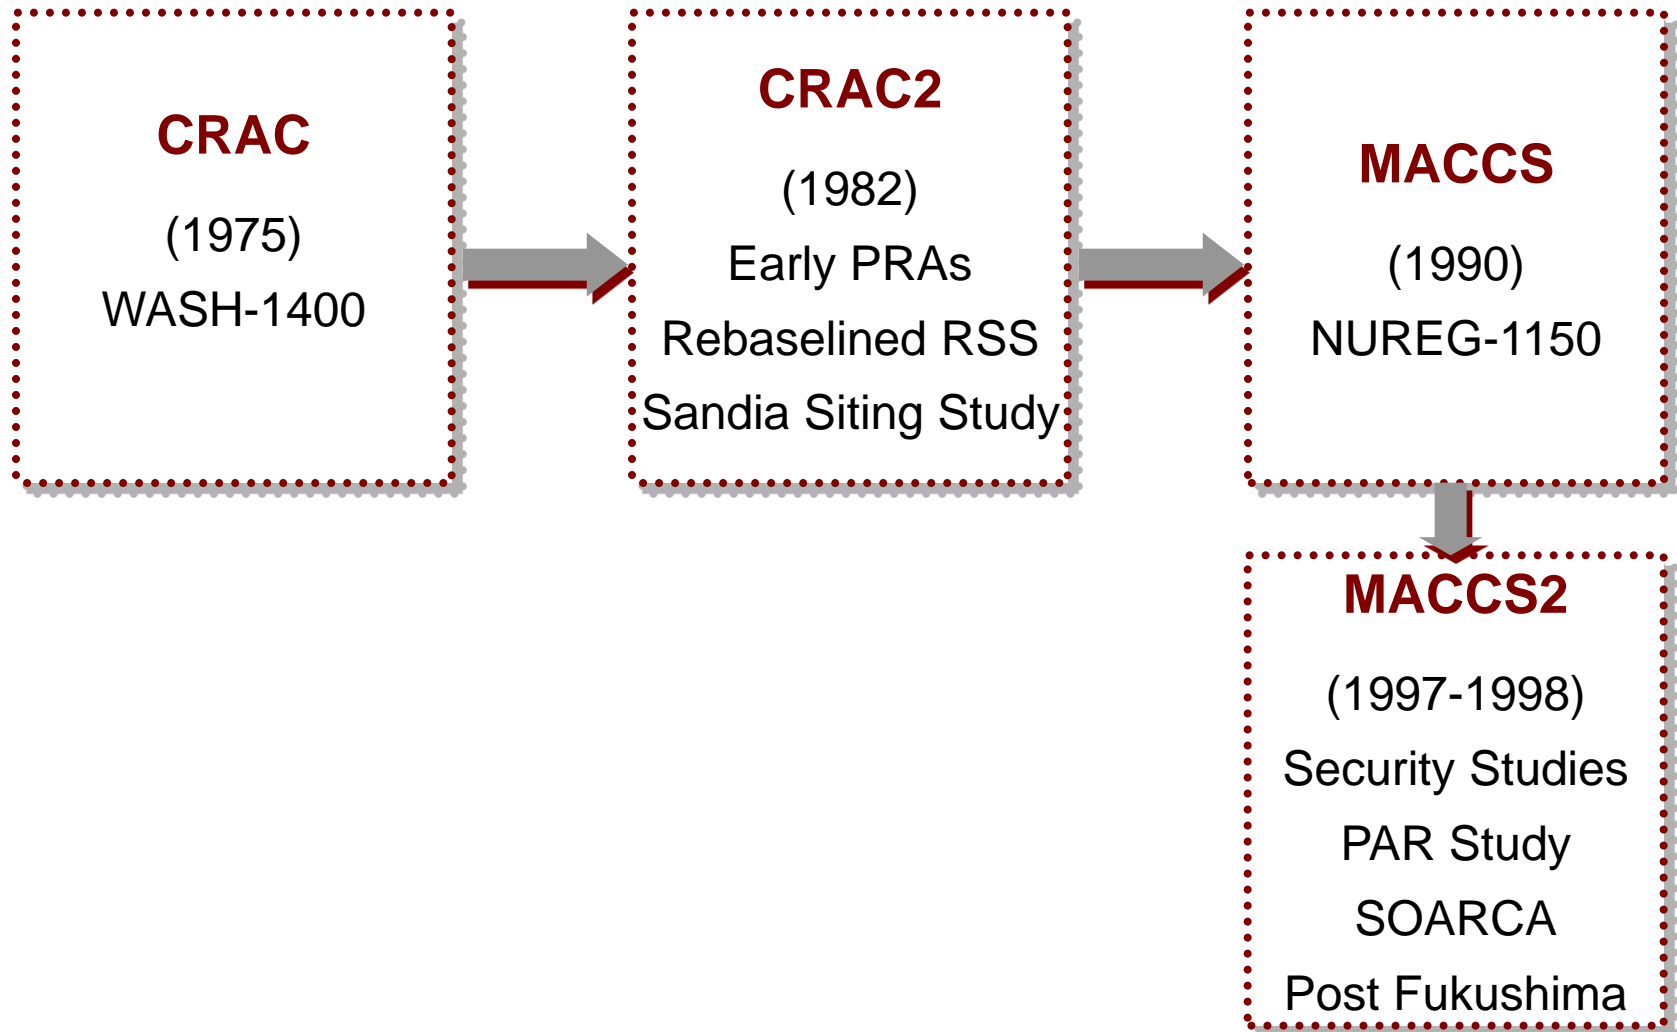 CRAC
(1975)
WASH-1400
CRAC2
(1982)
Early PRAs
Rebaselined RSS
Sandia Siting Study
MACCS
(1990)
NUREG-1150
MACCS2
(1997-1998)
Security Studies
PAR Study
SOARCA
Post Fukushima